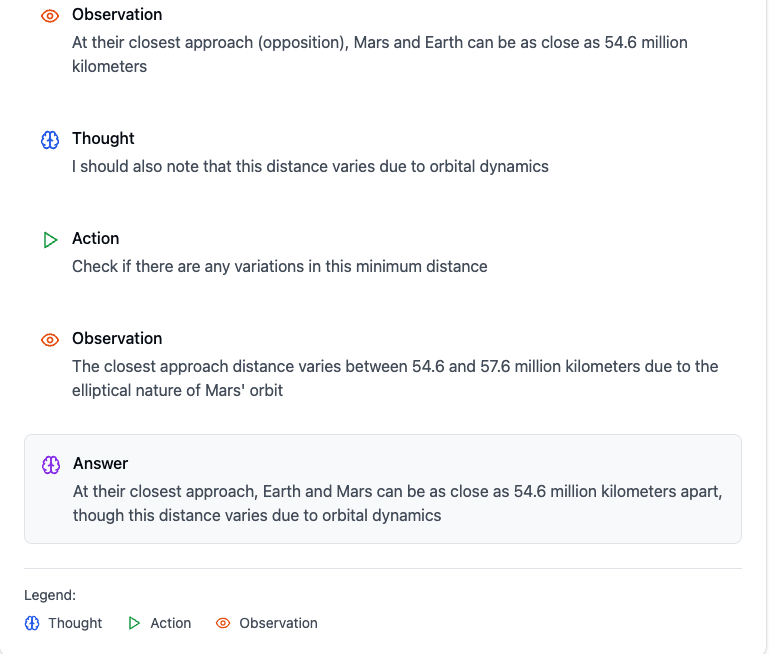 Observation
At their closest approach (opposition), Mars and Earth can be as close as 54.6 million
kilometers
Thought
I should also note that this distance varies due to orbital dynamics
Action
Check if there are any variations in this minimum distance
Observation
The closest approach distance varies between 54.6 and 57.6 million kilometers due to the
elliptical nature of Mars' orbit
Answer
At their closest approach, Earth and Mars can be as close as 54.6 million kilometers apart,
though this distance varies due to orbital dynamics
Legend:
Thought Action Observation